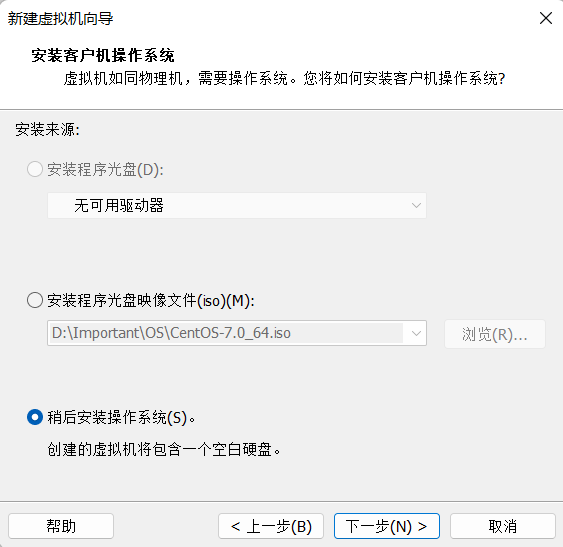 新建虚拟机向导
安装客户机操作系统
虚拟机如同物理机，需要操作系统。您将如何安装客户机操作系统?
安装来源:
安装程序光盘(D):
无可用驱动器
安装程序光盘映像文件(iso)(M):
D:\Important\OS\CentOS-7.0_64.iso
浏览(R)...
稍后安装操作系统(S)。
创建的虚拟机将包含一个空白硬盘。
帮助
< 上一步(B)
下一步(N) >
取消